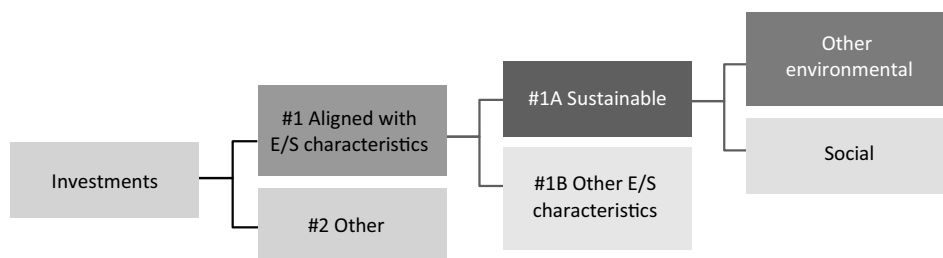 Investments
#1 Aligned with
E/S characteristics
#2 Other
#1A Sustainable
#1B Other E/S
characteristics
Other
environmental
Social